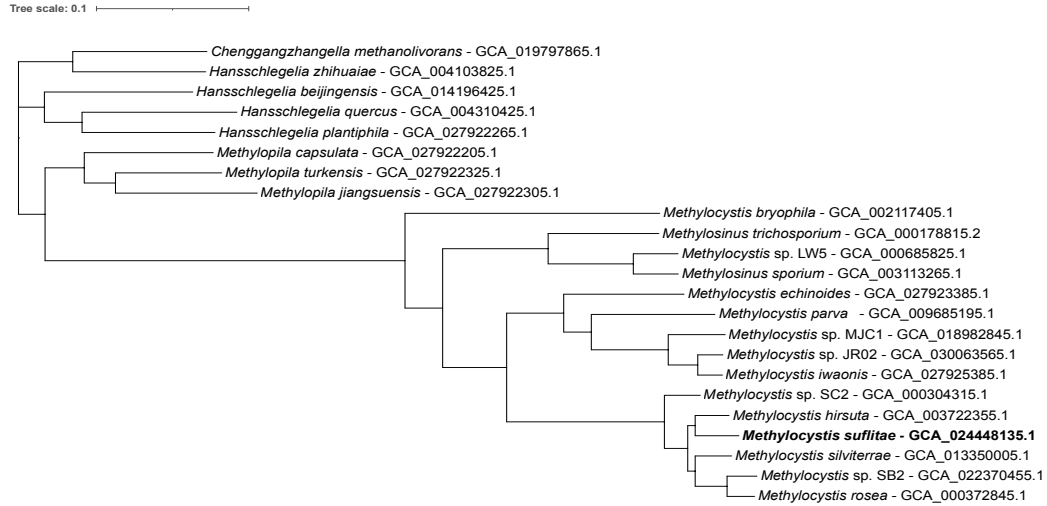 Tree scale: 0.1
Chenggangzhangella methanolivorans - GCA_019797865.1
Hansschlegelia zhihuaiae - GCA_004103825.1
Hansschlegelia beijingensis - GCA_014196425.1
Hansschlegelia quercus - GCA_004310425.1
Hansschlegelia plantiphila - GCA_027922265.1
Methylopila capsulata - GCA_027922205.1
Methylopila turkensis - GCA_027922325.1
Methylopila jiangsuensis - GCA_027922305.1
Methylocystis bryophila - GCA_002117405.1
Methylosinus trichosporium - GCA_000178815.2
Methylocystis sp. LW5 - GCA_000685825.1
Methylosinus sporium - GCA_003113265.1
Methylocystis echinoides - GCA_027923385.1
Methylocystis parva - GCA_009685195.1
Methylocystis sp. MJC1 - GCA_018982845.1
Methylocystis sp. JR02 - GCA_030063565.1
Methylocystis iwaonis - GCA_027925385.1
Methylocystis sp. SC2 - GCA_000304315.1
Methylocystis hirsuta - GCA_003722355.1
Methylocystis suflitae - GCA_024448135.1
Methylocystis silviterrae - GCA_013350005.1
Methylocystis sp. SB2 - GCA_022370455.1
Methylocystis rosea - GCA_000372845.1